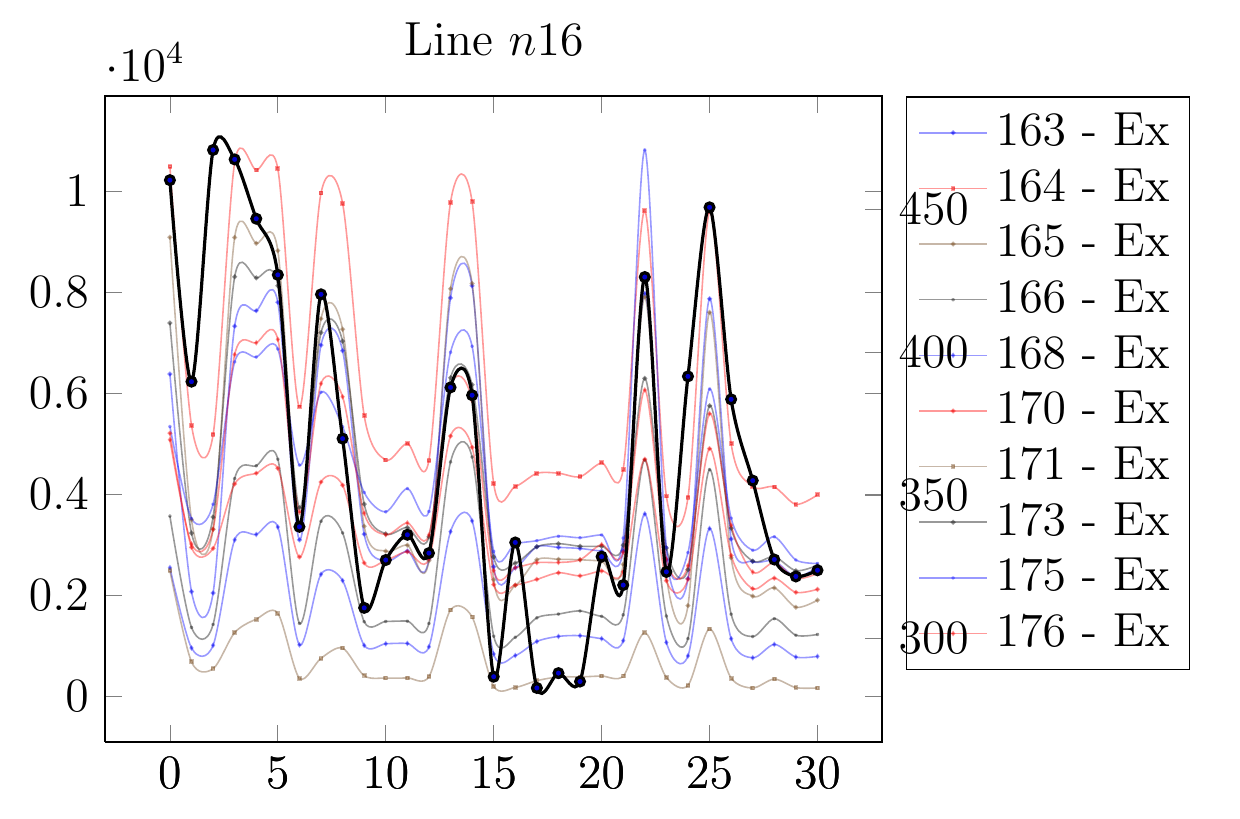 Line n16
·10^4
1
0.8
0.6
0.4
0.2
0
0 5 10 15 20 25 30
450
400
350
300
163 - Ex
164 - Ex
165 - Ex
166 - Ex
168 - Ex
170 - Ex
171 - Ex
173 - Ex
175 - Ex
176 - Ex